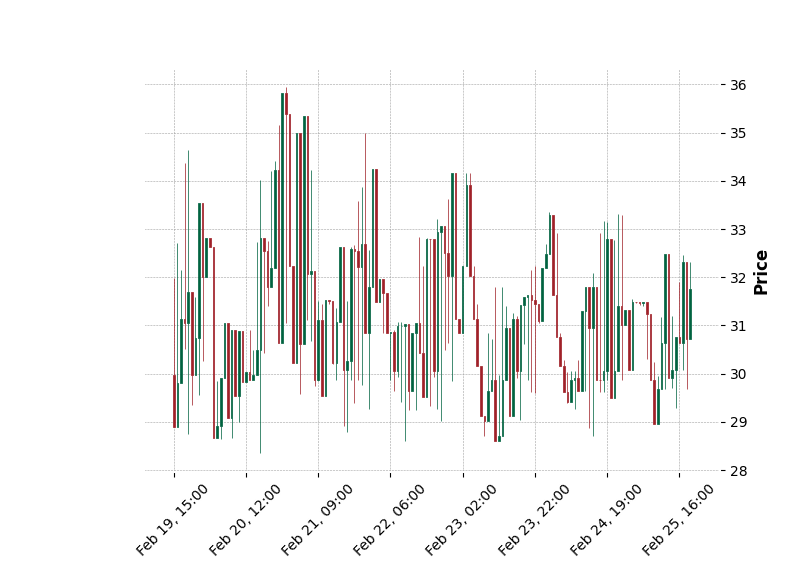 36
35
34
33
32
31
30
29
28
Price
Feb 19, 15:00
Feb 20, 12:00
Feb 21, 09:00
Feb 22, 06:00
Feb 23, 02:00
Feb 23, 22:00
Feb 24, 19:00
Feb 25, 16:00